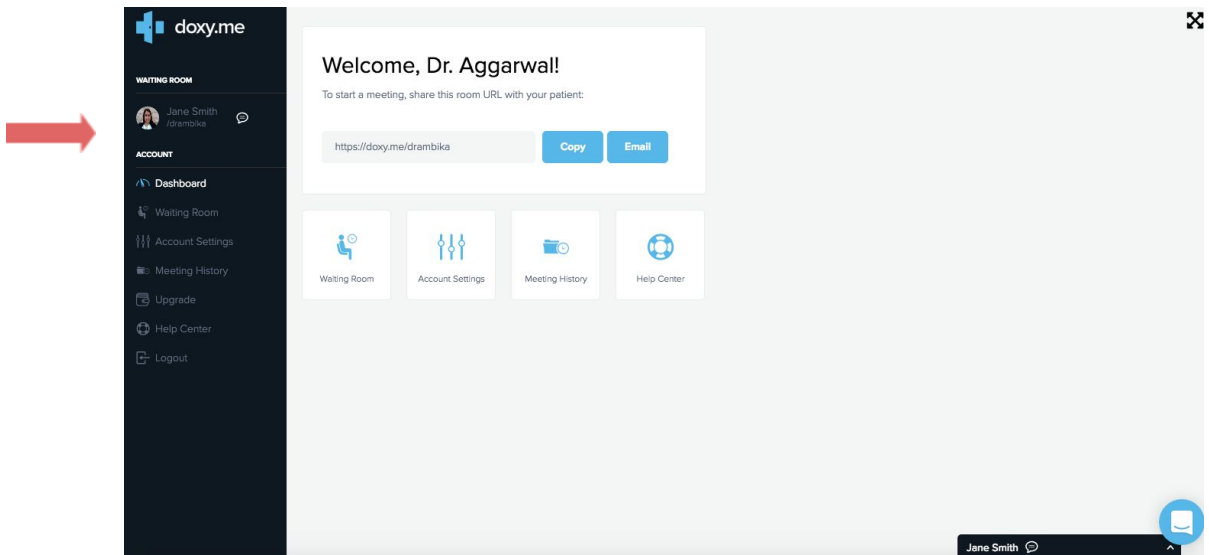 doxy.me
WAITING ROOM
Jane Smith
/drambika
ACCOUNT
Dashboard
Waiting Room
Account Settings
Meeting History
Upgrade
Help Center
Logout
Welcome, Dr. Aggarwal!
To start a meeting, share this room URL with your patient:
https://doxy.me/drambika
Copy
Email
Waiting Room
Account Settings
Meeting History
Help Center
Jane Smith